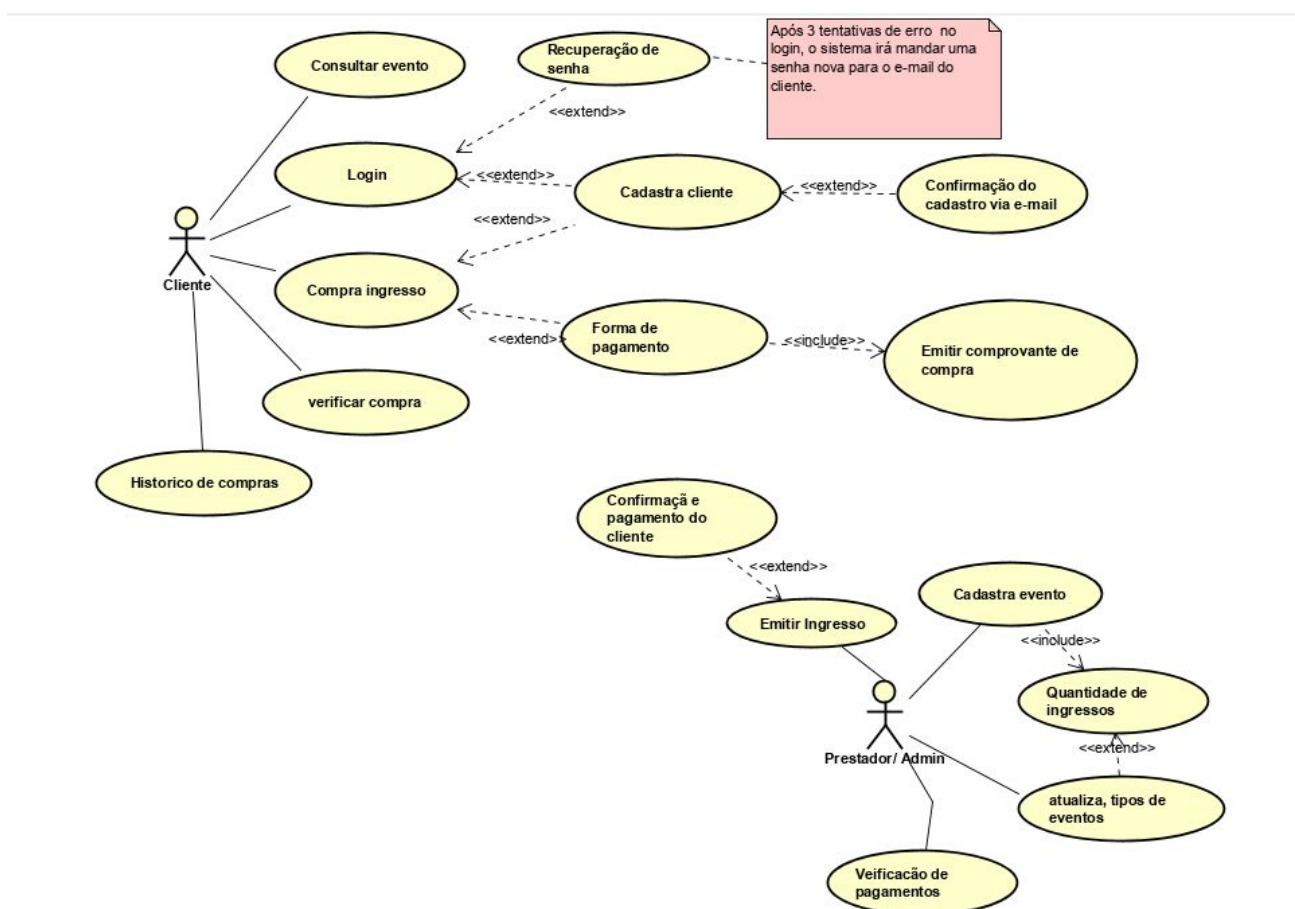 Após 3 tentativas de erro no
login, o sistema irá mandar uma
senha nova para o e-mail do
cliente.
Consultar evento
Recuperação de
senha
<<extend>>
Login
<<extend>>
Cadastra cliente
<<extend>>
Confirmação do
cadastro via e-mail
<<extend>>
Cliente
Compra ingresso
<<extend>>
Forma de
pagamento
<<include>>
Emitir comprovante de
compra
verificar compra
Historico de compras
Confirmaçã e
pagamento do
cliente
<<extend>>
Emitir Ingresso
Cadastra evento
<<include>>
Quantidade de
ingressos
<<extend>>
Prestador/ Admin
atualiza, tipos de
eventos
Veificacão de
pagamentos